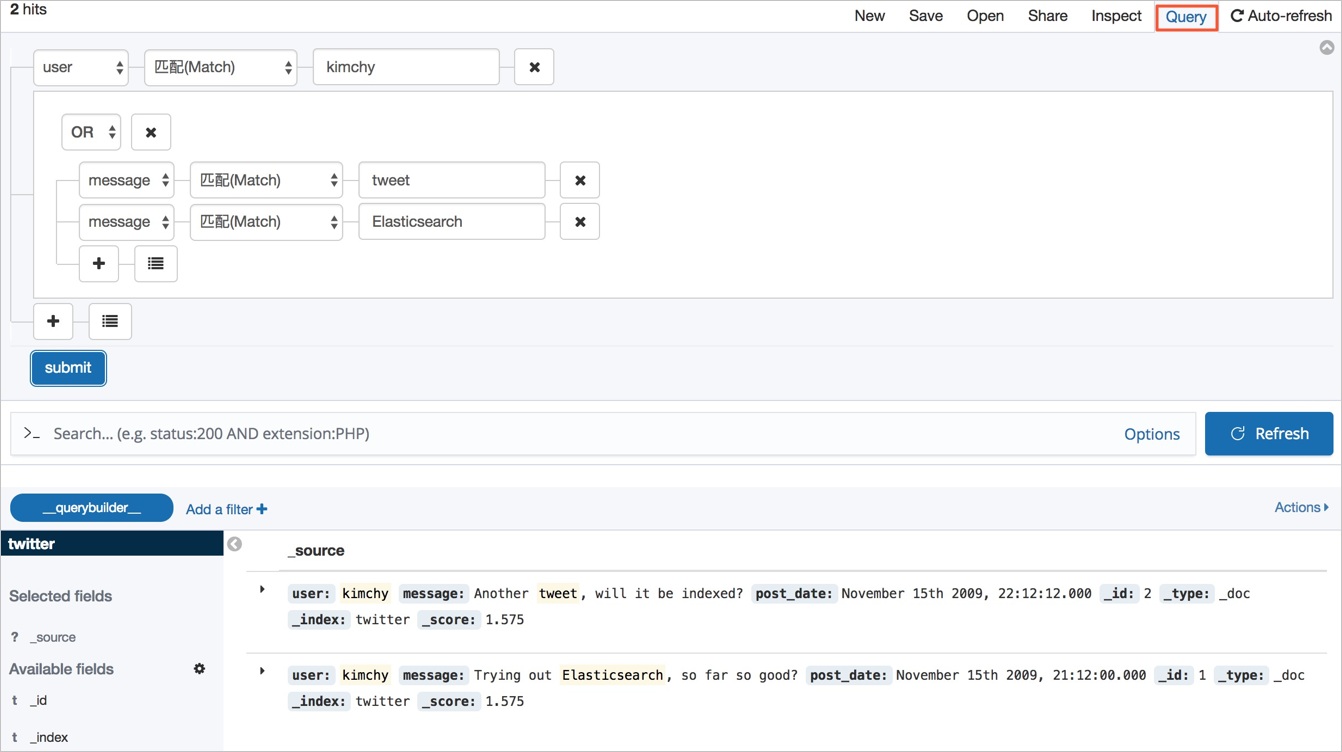 2 hits
New Save Open Share Inspect Query Auto-refresh
user 匹配(Match) kimchy
OR
message 匹配(Match) tweet
message 匹配(Match) Elasticsearch
submit
>_ Search... (e.g. status:200 AND extension:PHP) Options Refresh
__querybuilder__ Add a filter + Actions
twitter
_source
Selected fields
? _source
Available fields
t _id
t _index
user: kimchy message: Another tweet, will it be indexed? post_date: November 15th 2009, 22:12:12.000 _id: 2 _type: _doc
_index: twitter _score: 1.575
user: kimchy message: Trying out Elasticsearch, so far so good? post_date: November 15th 2009, 21:12:00.000 _id: 1 _type: _doc
_index: twitter _score: 1.575